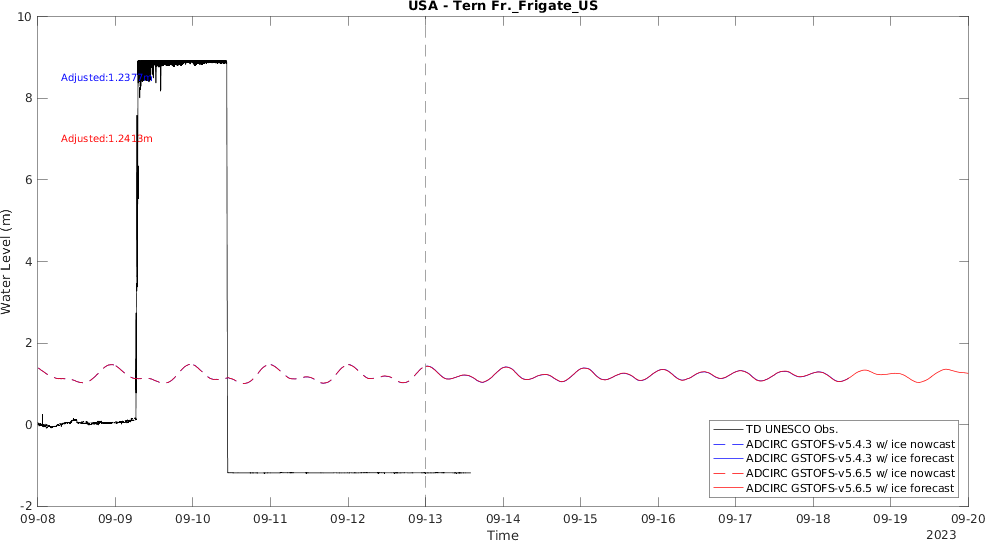 USA - Tern Fr._Frigate_US
10
8
6
4
2
0
-2
Water Level (m)
Adjusted:1.237
Adjusted:1.2413m
TD UNESCO Obs.
ADCIRC GSTOFS-v5.4.3 w/ ice nowcast
ADCIRC GSTOFS-v5.4.3 w/ ice forecast
ADCIRC GSTOFS-v5.6.5 w/ ice nowcast
ADCIRC GSTOFS-v5.6.5 w/ ice forecast
09-08 09-09 09-10 09-11 09-12 09-13 09-14 09-15 09-16 09-17 09-18 09-19 09-20
Time
2023